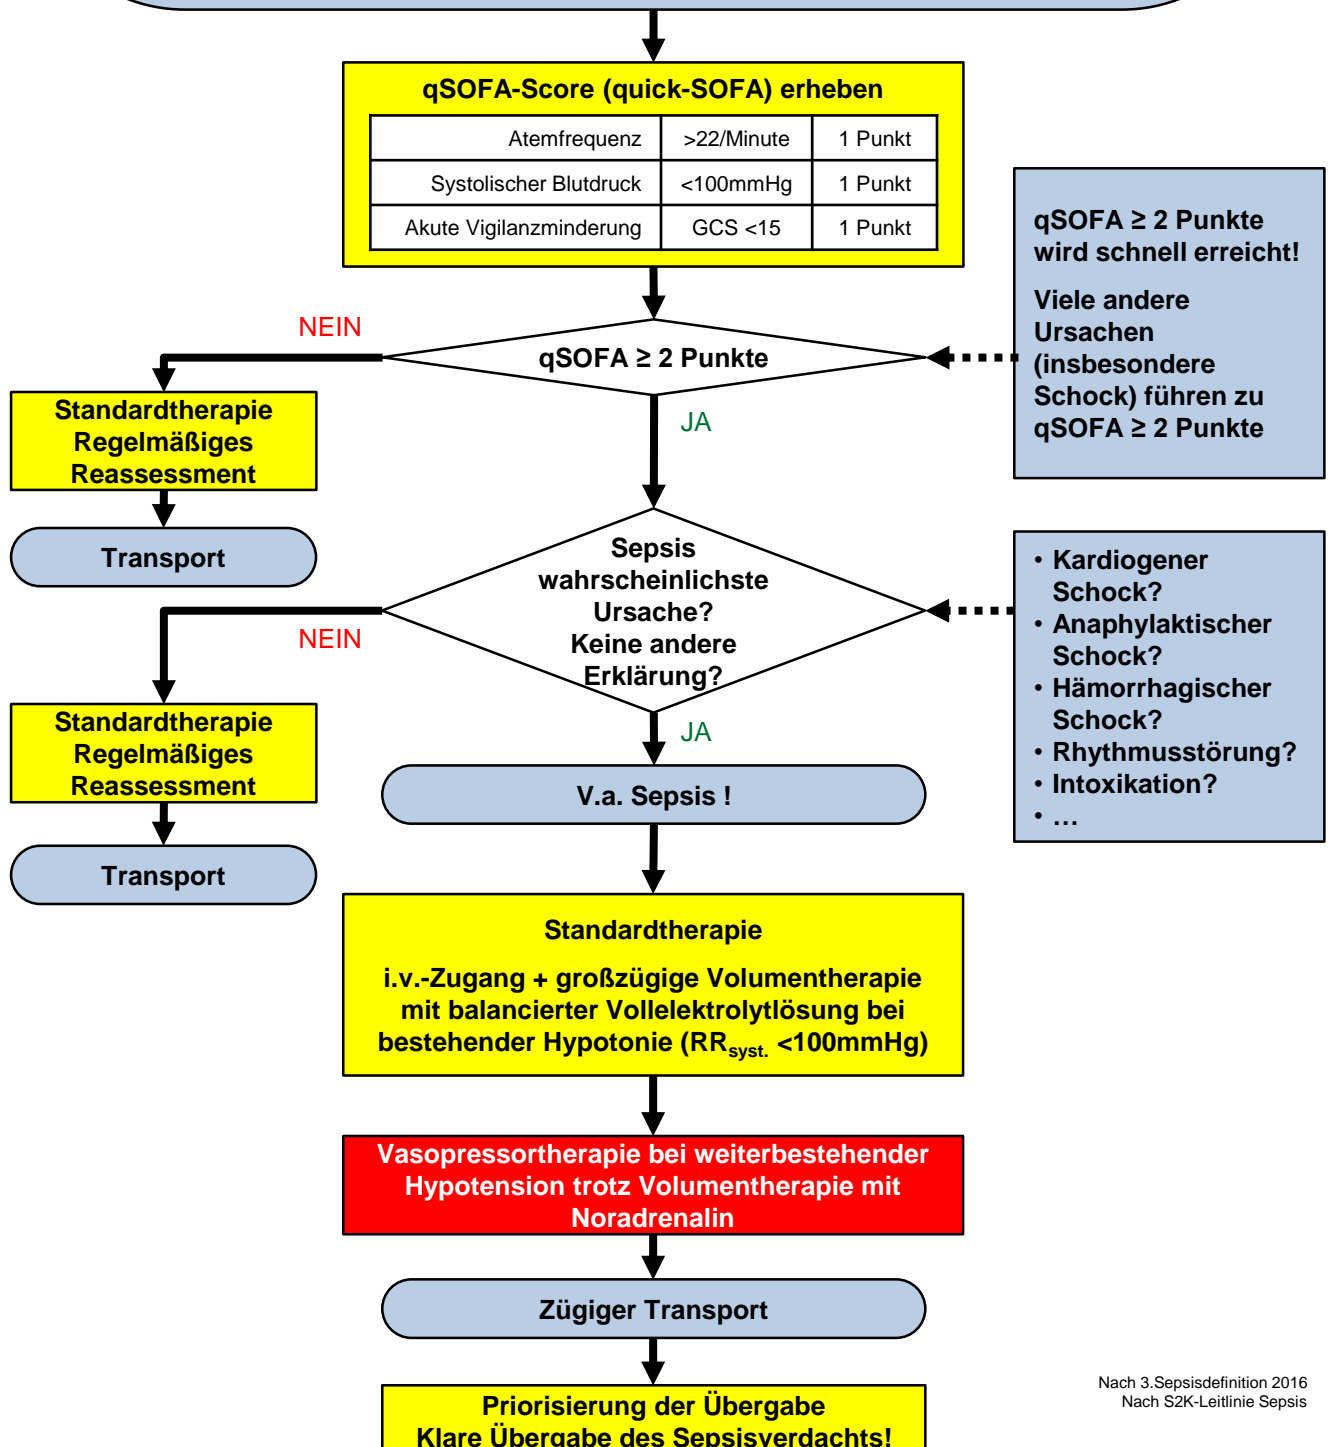 qSOFA-Score (quick-SOFA) erheben
Atemfrequenz >22/Minute 1 Punkt
Systolischer Blutdruck <100mmHg 1 Punkt
Akute Vigilanzminderung GCS <15 1 Punkt
qSOFA ≥ 2 Punkte
wird schnell erreicht!
Viele andere
Ursachen
(insbesondere
Schock) führen zu
qSOFA ≥ 2 Punkte
NEIN
qSOFA ≥ 2 Punkte
JA
Standardtherapie
Regelmäßiges
Reassessment
Transport
Sepsis
wahrscheinlichste
Ursache?
Keine andere
Erklärung?
• Kardiogener
Schock?
• Anaphylaktischer
Schock?
• Hämorrhagischer
Schock?
• Rhythmusstörung?
• Intoxikation?
• …
NEIN
JA
Standardtherapie
Regelmäßiges
Reassessment
Transport
V.a. Sepsis !
Standardtherapie
i.v.-Zugang + großzügige Volumentherapie
mit balancierter Vollelektrolytlösung bei
bestehender Hypotonie (RRsyst. <100mmHg)
Vasopressortherapie bei weiterbestehender
Hypotension trotz Volumentherapie mit
Noradrenalin
Zügiger Transport
Priorisierung der Übergabe
Klare Übergabe des Sepsisverdachts!
Nach 3.Sepsisdefinition 2016
Nach S2K-Leitlinie Sepsis